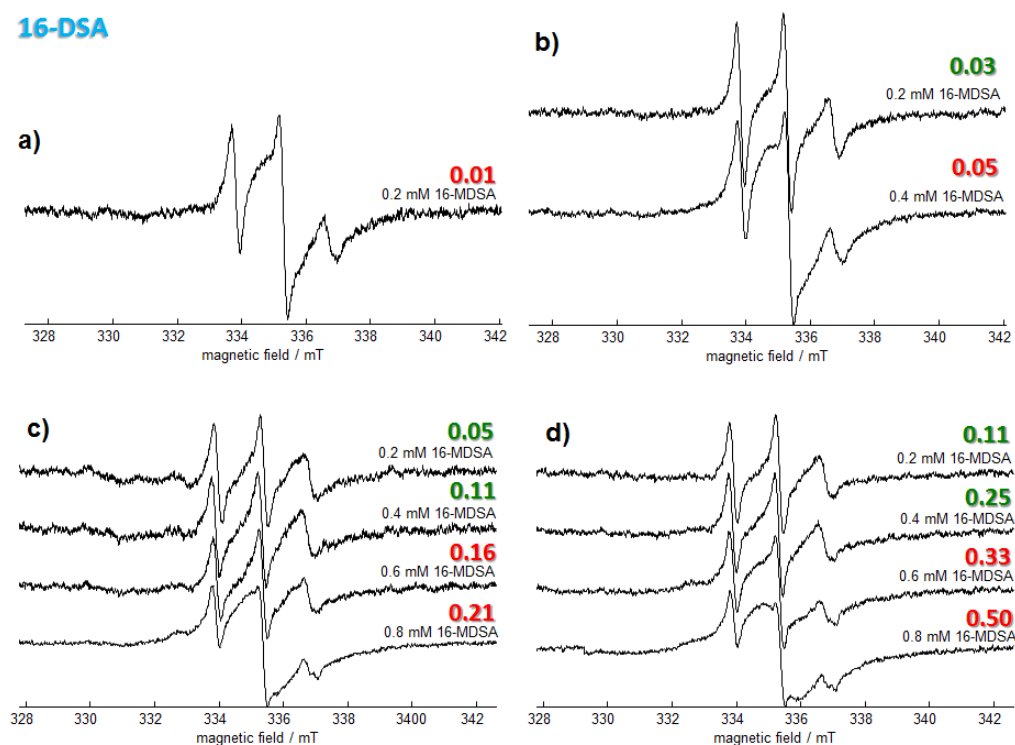 16-DSA
a)
0.01
0.2 mM 16-MDSA
328 330 332 334 336 338 340 342
magnetic field / mT
b)
0.03
0.2 mM 16-MDSA
0.05
0.4 mM 16-MDSA
328 330 332 334 336 338 340 342
magnetic field / mT
c)
0.05
0.2 mM 16-MDSA
0.11
0.4 mM 16-MDSA
0.16
0.6 mM 16-MDSA
0.21
0.8 mM 16-MDSA
328 330 332 334 336 338 3400 342
magnetic field / mT
d)
0.11
0.2 mM 16-MDSA
0.25
0.4 mM 16-MDSA
0.33
0.6 mM 16-MDSA
0.50
0.8 mM 16-MDSA
328 330 332 334 336 338 340 342
magnetic field / mT